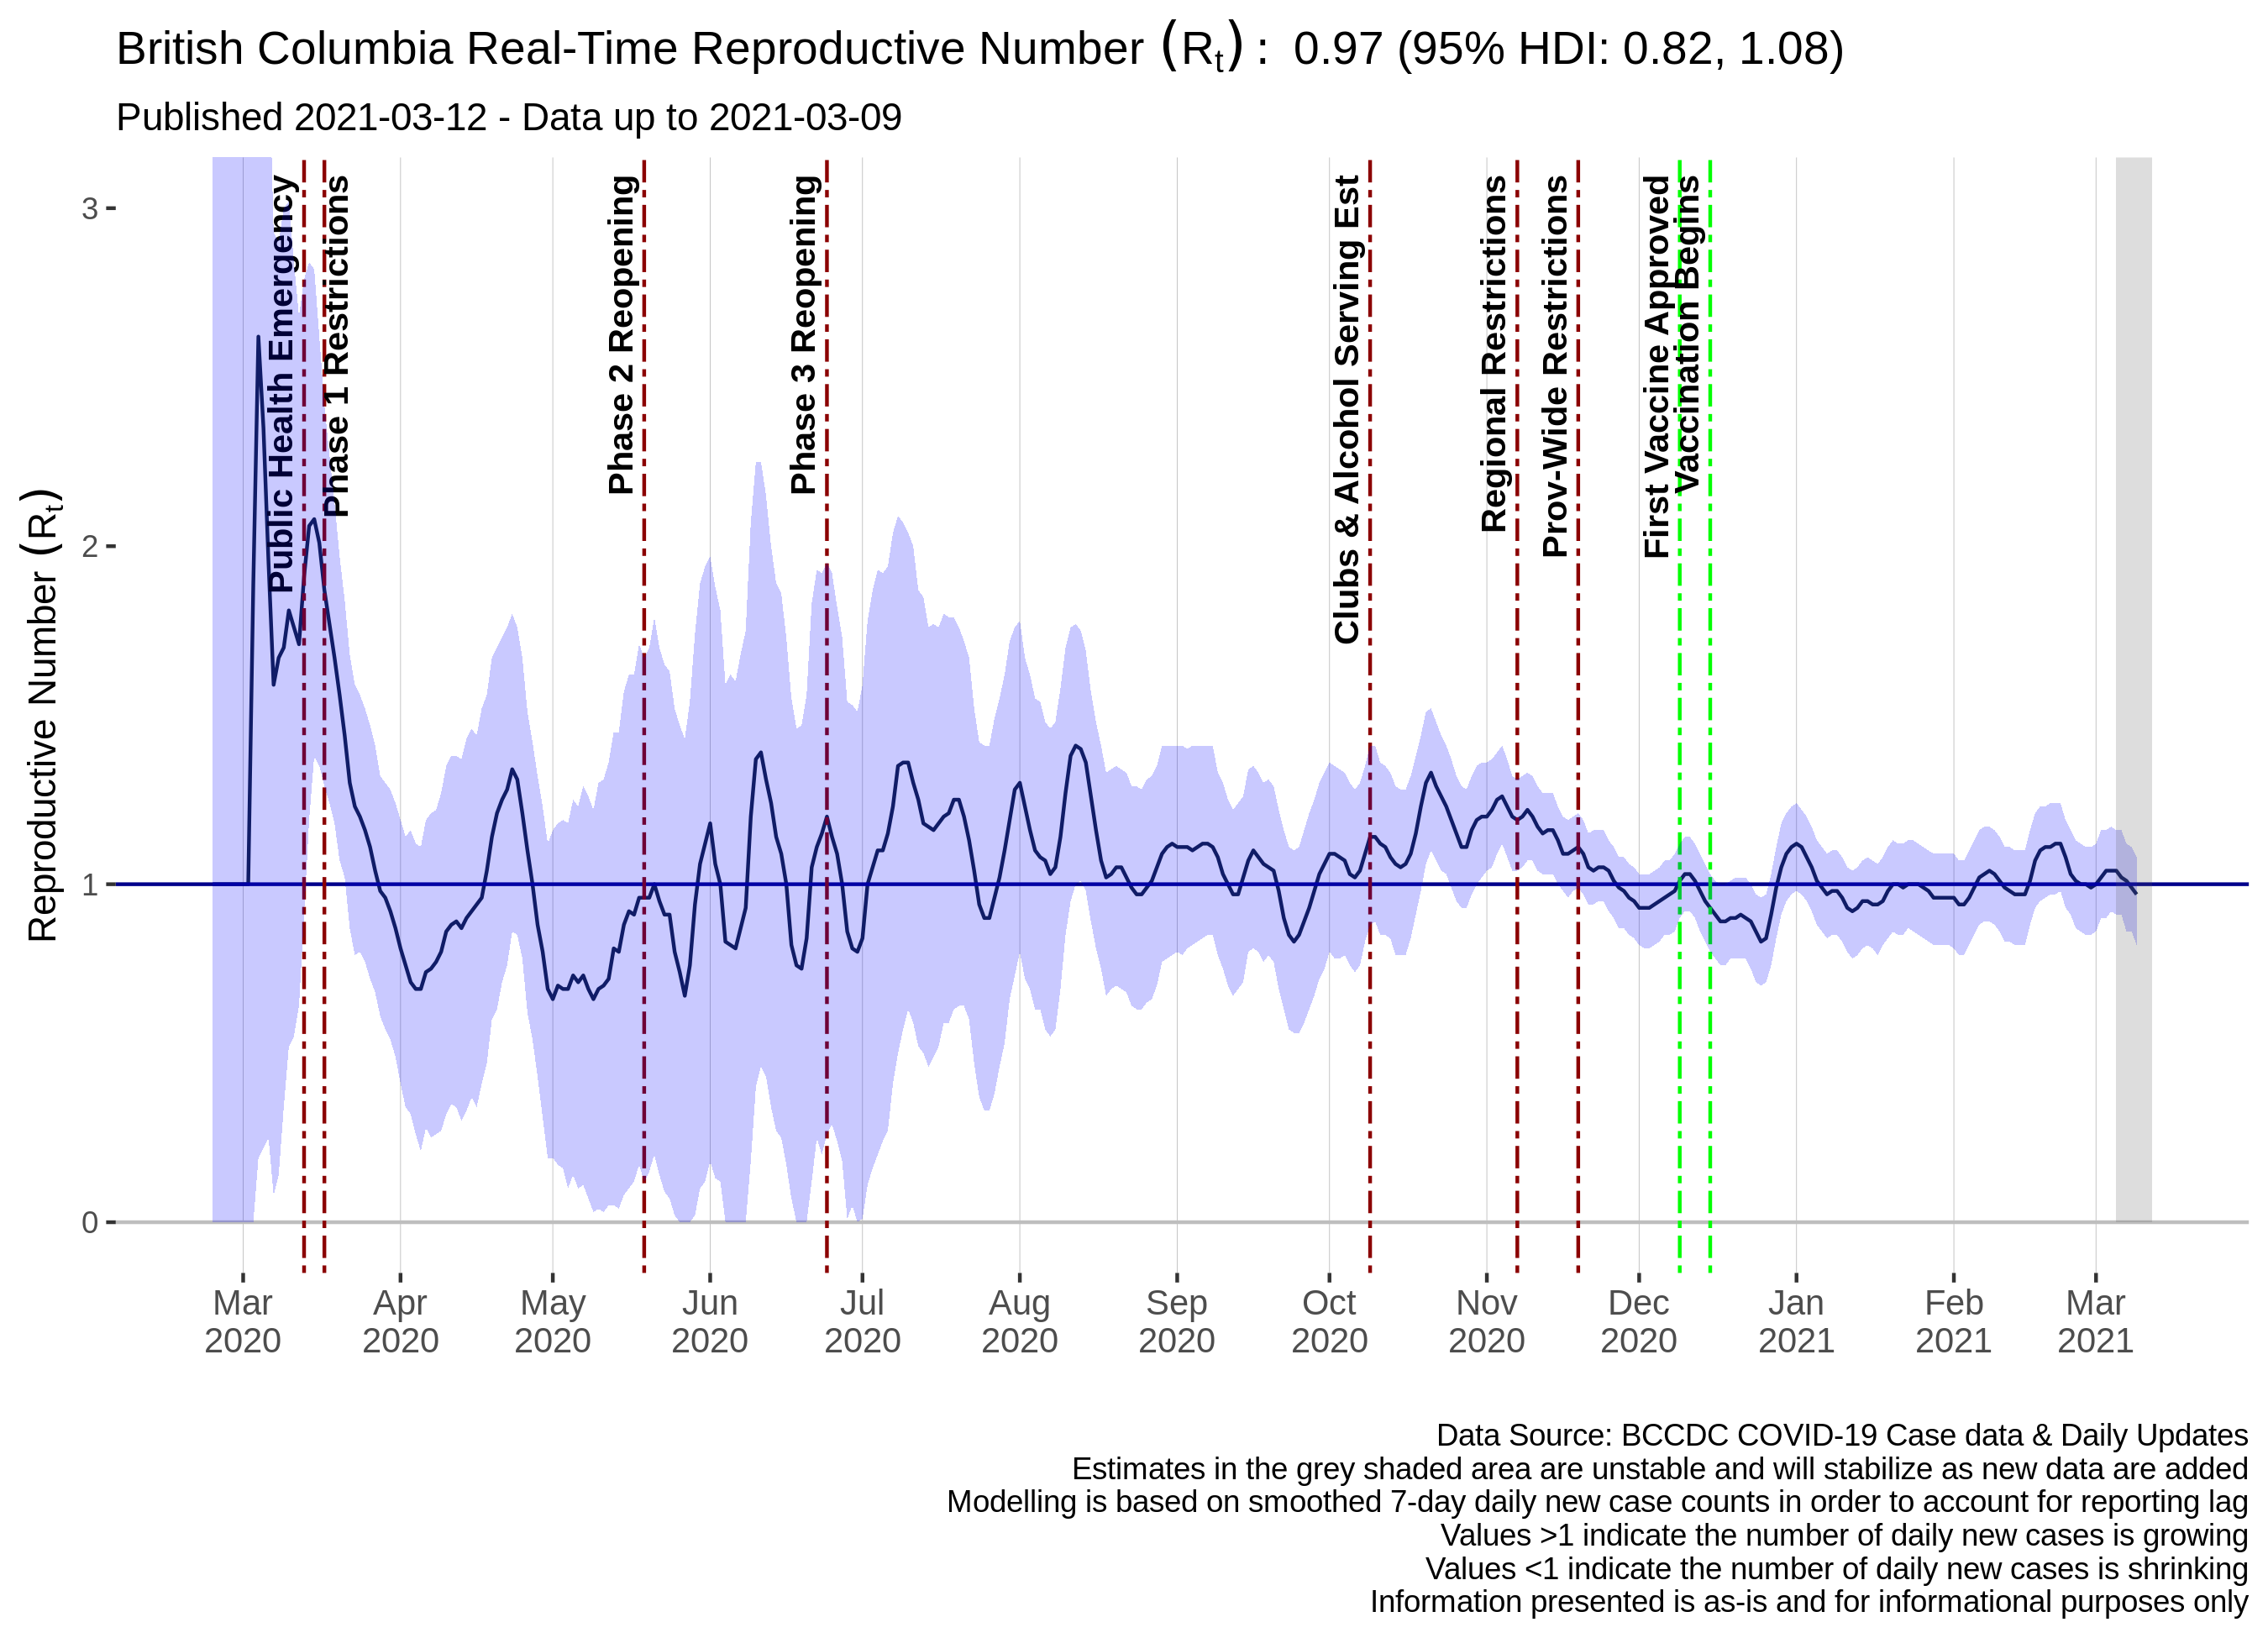 British Columbia Real-Time Reproductive Number (Rt): 0.97 (95% HDI: 0.82, 1.08)
Published 2021-03-12 - Data up to 2021-03-09
Reproductive Number (Rt)
3
2
1
0
Public Health Emergency
Phase 1 Restrictions
Phase 2 Reopening
Phase 3 Reopening
Clubs & Alcohol Serving Est
Regional Restrictions
Prov-Wide Restrictions
First Vaccine Approved
Vaccination Begins
Mar Apr May Jun Jul Aug Sep Oct Nov Dec Jan Feb Mar
2020 2020 2020 2020 2020 2020 2020 2020 2020 2020 2021 2021 2021
Data Source: BCCDC COVID-19 Case data & Daily Updates
Estimates in the grey shaded area are unstable and will stabilize as new data are added
Modelling is based on smoothed 7-day daily new case counts in order to account for reporting lag
Values >1 indicate the number of daily new cases is growing
Values <1 indicate the number of daily new cases is shrinking
Information presented is as-is and for informational purposes only